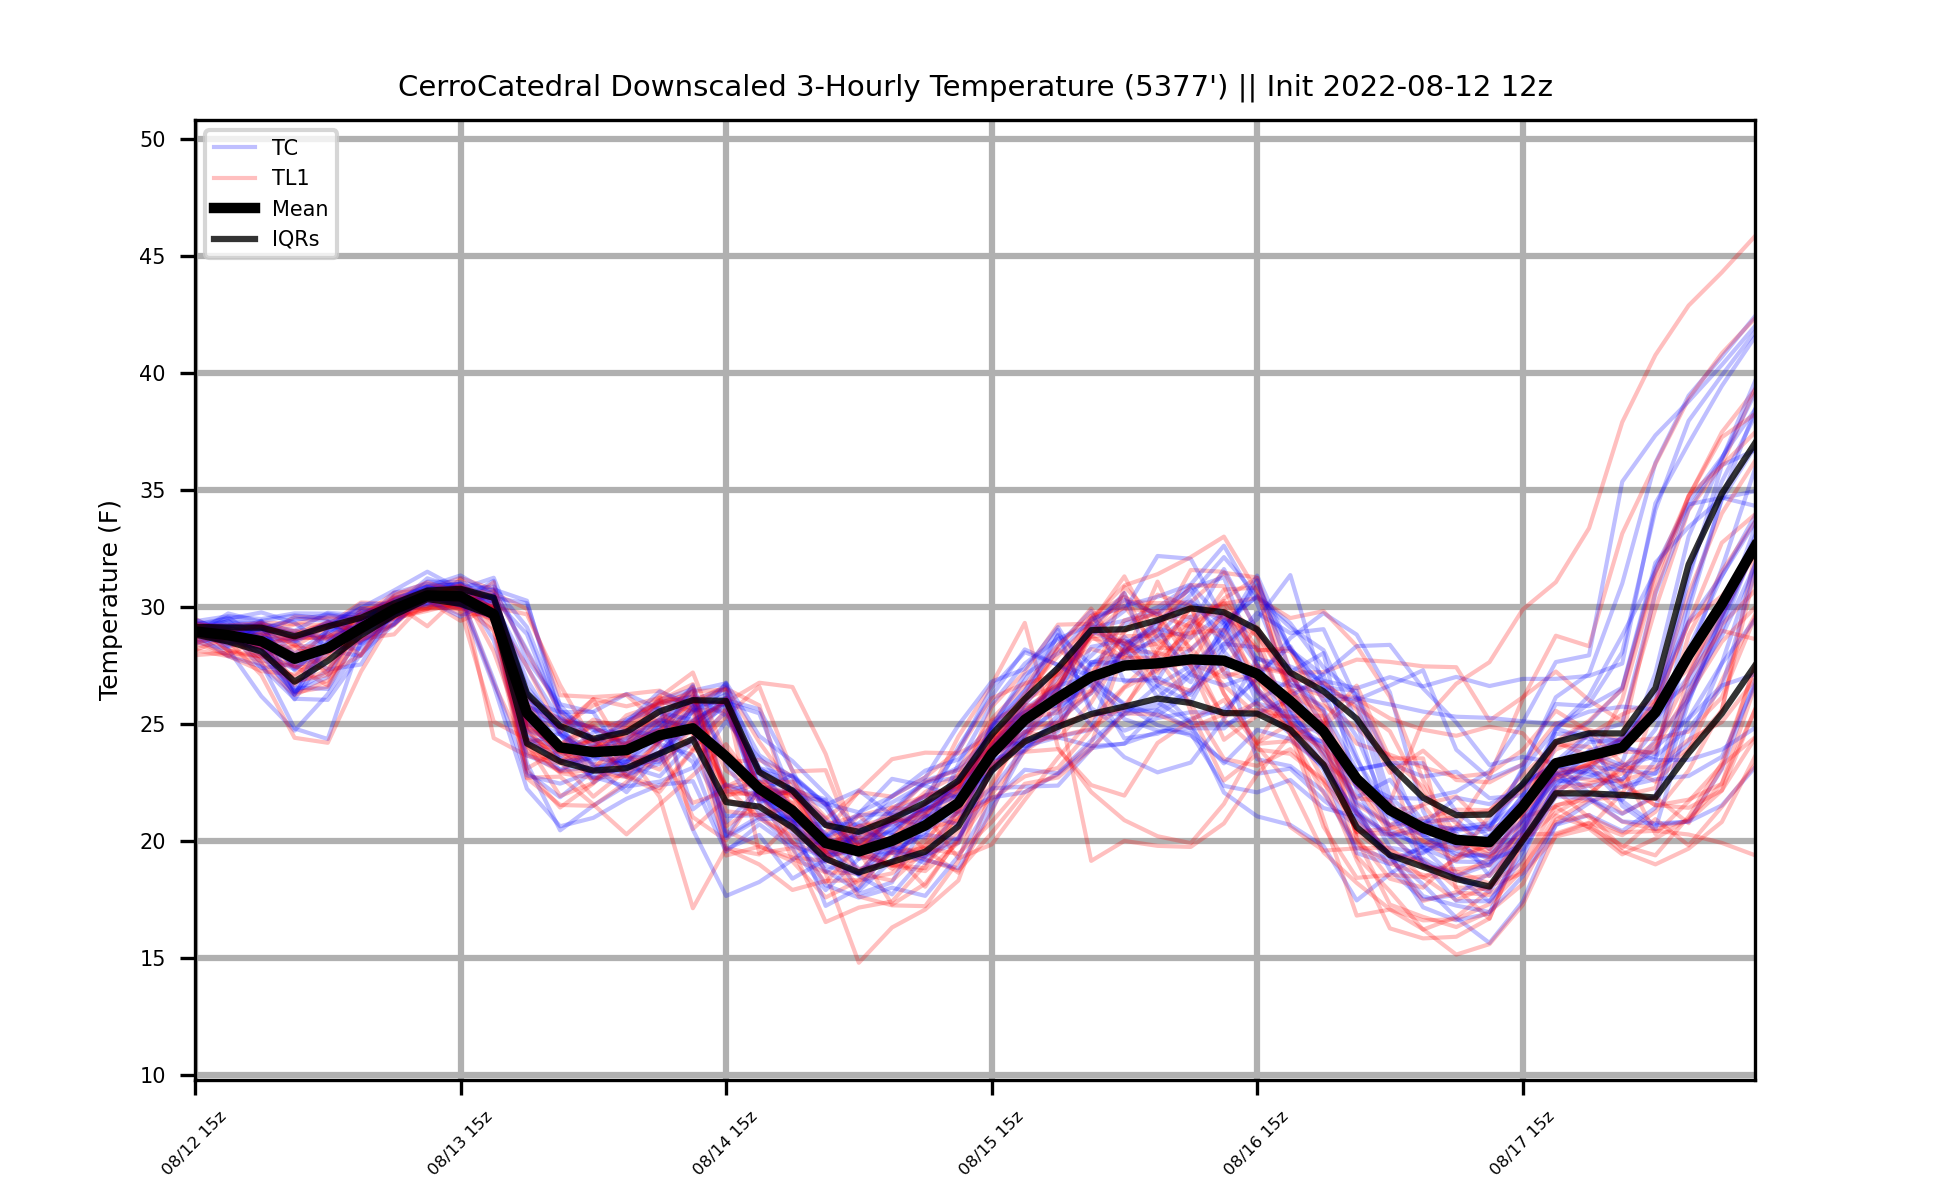 CerroCatedral Downscaled 3-Hourly Temperature (5377') || Init 2022-08-12 12z
TC
TL1
Mean
IQRs
Temperature (F)
50
45
40
35
30
25
20
15
10
08/12 15z
08/13 15z
08/14 15z
08/15 15z
08/16 15z
08/17 15z